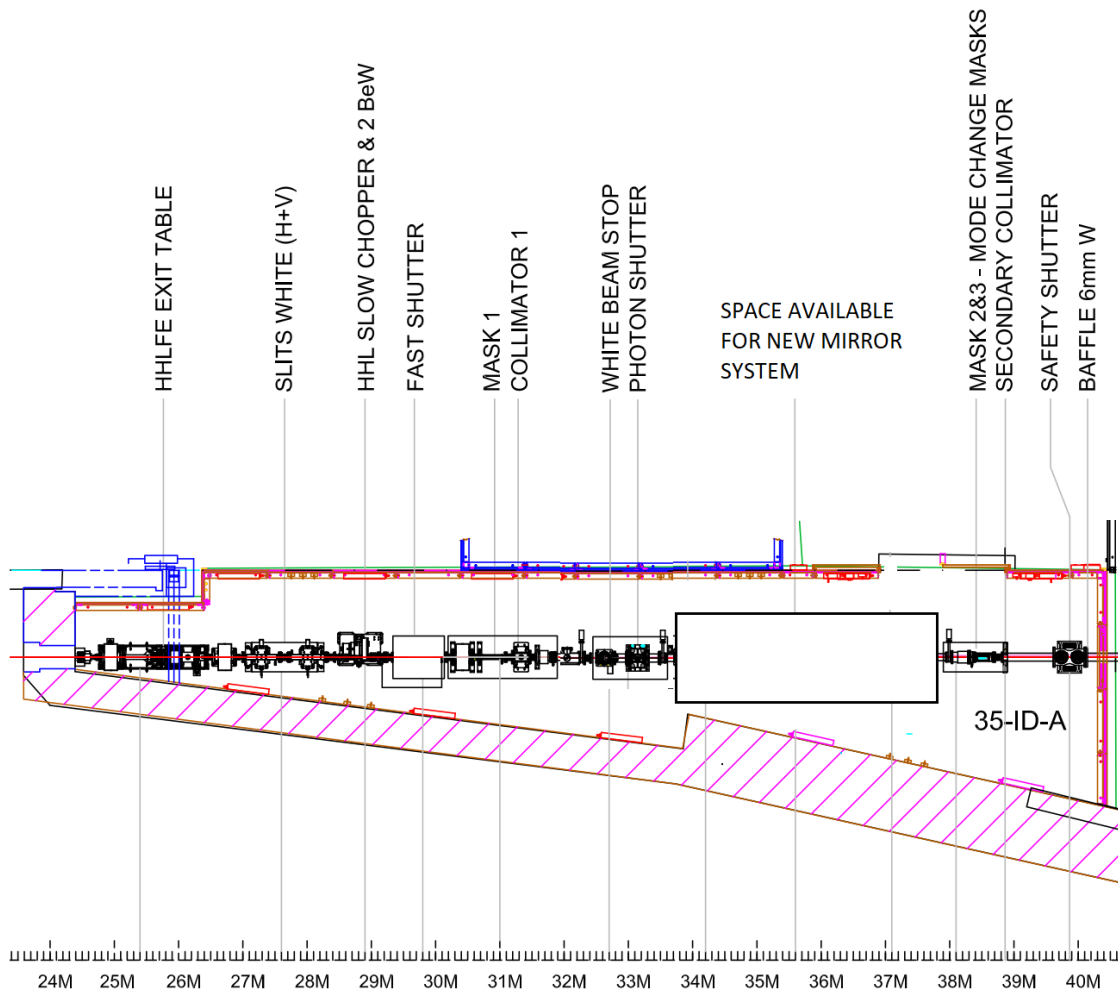 HHLFE EXIT TABLE
SLITS WHITE (H+V)
HHL SLOW CHOPPER & 2 BeW
FAST SHUTTER
MASK 1
COLLIMATOR 1
WHITE BEAM STOP
PHOTON SHUTTER
SPACE AVAILABLE
FOR NEW MIRROR
SYSTEM
MASK 2&3 - MODE CHANGE MASKS
SECONDARY COLLIMATOR
SAFETY SHUTTER
BAFFLE 6mm W
35-ID-A
24M 25M 26M 27M 28M 29M 30M 31M 32M 33M 34M 35M 36M 37M 38M 39M 40M